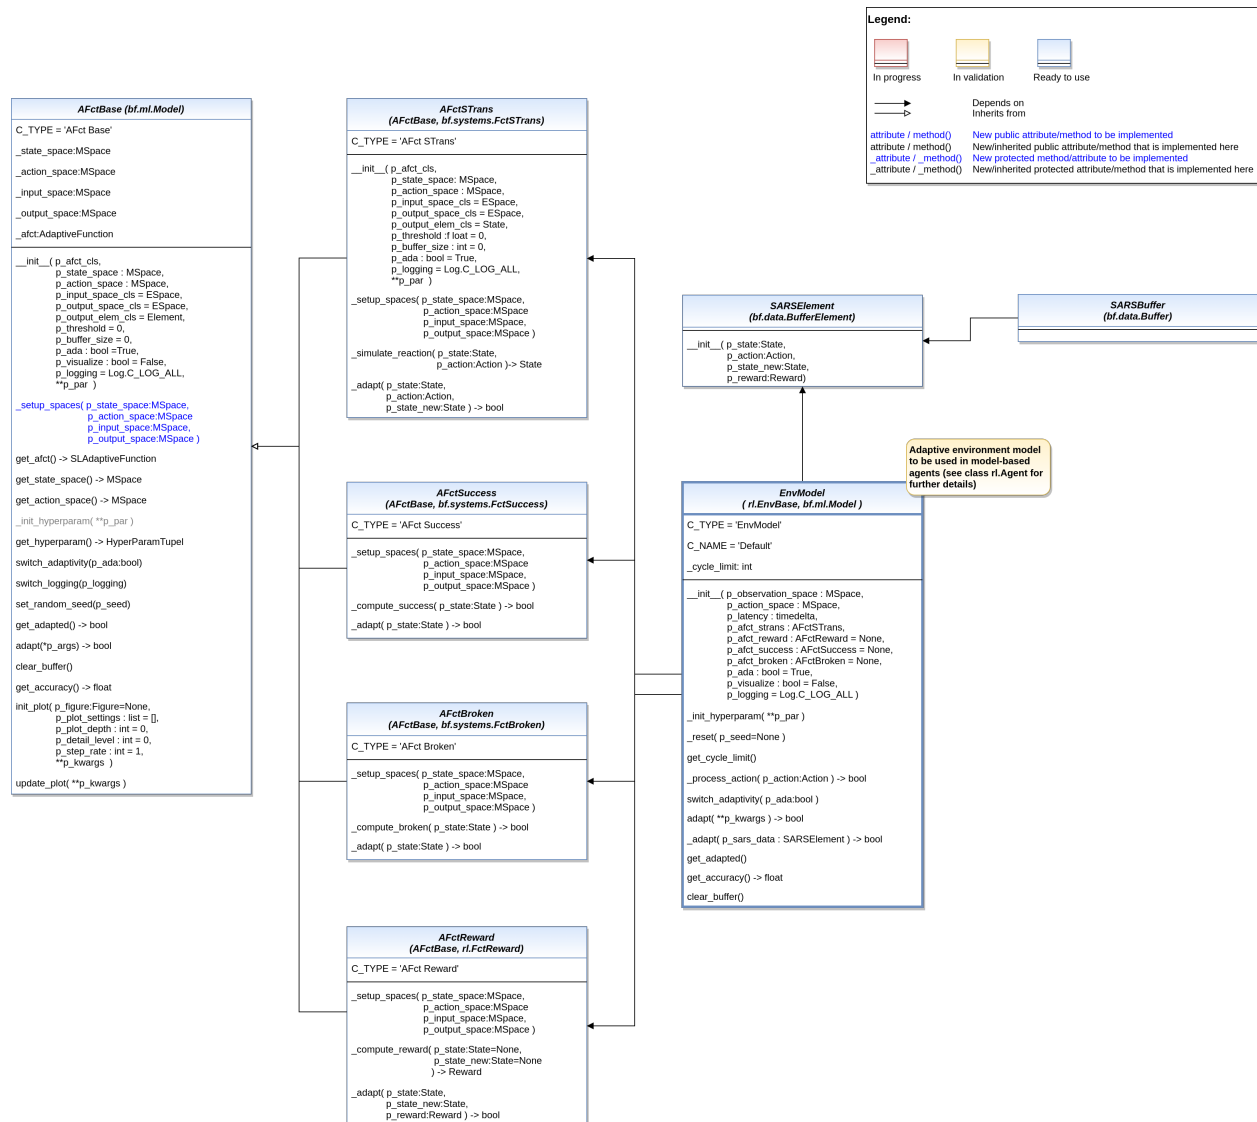 Legend:
In progress
In validation
Ready to use
Depends on
Inherits from
attribute / method() New public attribute/method to be implemented
attribute / method() New/inherited public attribute/method that is implemented here
_attribute / _method() New protected method/attribute to be implemented
_attribute / _method() New/inherited protected attribute/method that is implemented here
AFctBase (bf.ml.Model)
C_TYPE = 'AFct Base'
_state_space:MSpace
_action_space:MSpace
_input_space:MSpace
_output_space:MSpace
_afct:AdaptiveFunction
__init__( p_afct_cls,
p_state_space : MSpace,
p_action_space : MSpace,
p_input_space_cls = ESpace,
p_output_space_cls = ESpace,
p_output_elem_cls = Element,
p_threshold = 0,
p_buffer_size = 0,
p_ada : bool =True,
p_visualize : bool = False,
p_logging = Log.C_LOG_ALL,
**p_par )
_setup_spaces( p_state_space:MSpace,
p_action_space:MSpace
p_input_space:MSpace,
p_output_space:MSpace )
get_afct() -> SLAdaptiveFunction
get_state_space() -> MSpace
get_action_space() -> MSpace
_init_hyperparam( **p_par )
get_hyperparam() -> HyperParamTupel
switch_adaptivity(p_ada:bool)
switch_logging(p_logging)
set_random_seed(p_seed)
get_adapted() -> bool
adapt(*p_args) -> bool
clear_buffer()
get_accuracy() -> float
init_plot( p_figure:Figure=None,
p_plot_settings : list = [],
p_plot_depth : int = 0,
p_detail_level : int = 0,
p_step_rate : int = 1,
**p_kwargs )
update_plot( **p_kwargs )
AFctSTrans
(AFctBase, bf.systems.FctSTrans)
C_TYPE = 'AFct STrans'
__init__( p_afct_cls,
p_state_space: MSpace,
p_action_space : MSpace,
p_input_space_cls = ESpace,
p_output_space_cls = ESpace,
p_output_elem_cls = State,
p_threshold :f loat = 0,
p_buffer_size : int = 0,
p_ada : bool = True,
p_logging = Log.C_LOG_ALL,
**p_par )
_setup_spaces( p_state_space:MSpace,
p_action_space:MSpace
p_input_space:MSpace,
p_output_space:MSpace )
_simulate_reaction( p_state:State,
p_action:Action )-> State
_adapt( p_state:State,
p_action:Action,
p_state_new:State ) -> bool
AFctSuccess
(AFctBase, bf.systems.FctSuccess)
C_TYPE = 'AFct Success'
_setup_spaces( p_state_space:MSpace,
p_action_space:MSpace
p_input_space:MSpace,
p_output_space:MSpace )
_compute_success( p_state:State ) -> bool
_adapt( p_state:State ) -> bool
AFctBroken
(AFctBase, bf.systems.FctBroken)
C_TYPE = 'AFct Broken'
_setup_spaces( p_state_space:MSpace,
p_action_space:MSpace
p_input_space:MSpace,
p_output_space:MSpace )
_compute_broken( p_state:State ) -> bool
_adapt( p_state:State ) -> bool
AFctReward
(AFctBase, rl.FctReward)
C_TYPE = 'AFct Reward'
_setup_spaces( p_state_space:MSpace,
p_action_space:MSpace
p_input_space:MSpace,
p_output_space:MSpace )
_compute_reward( p_state:State=None,
p_state_new:State=None
) -> Reward
_adapt( p_state:State,
p_state_new:State,
p_reward:Reward ) -> bool
SARSElement
(bf.data.BufferElement)
__init__( p_state:State,
p_action:Action,
p_state_new:State,
p_reward:Reward)
SARSBuffer
(bf.data.Buffer)
Adaptive environment model
to be used in model-based
agents (see class rl.Agent for
further details)
EnvModel
( rl.EnvBase, bf.ml.Model )
C_TYPE = 'EnvModel'
C_NAME = 'Default'
_cycle_limit: int
__init__( p_observation_space : MSpace,
p_action_space : MSpace,
p_latency : timedelta,
p_afct_strans : AFctSTrans,
p_afct_reward : AFctReward = None,
p_afct_success : AFctSuccess = None,
p_afct_broken : AFctBroken = None,
p_ada : bool = True,
p_visualize : bool = False,
p_logging = Log.C_LOG_ALL )
_init_hyperparam( **p_par )
_reset( p_seed=None )
get_cycle_limit()
_process_action( p_action:Action ) -> bool
switch_adaptivity( p_ada:bool )
adapt( **p_kwargs ) -> bool
_adapt( p_sars_data : SARSElement ) -> bool
get_adapted()
get_accuracy() -> float
clear_buffer()